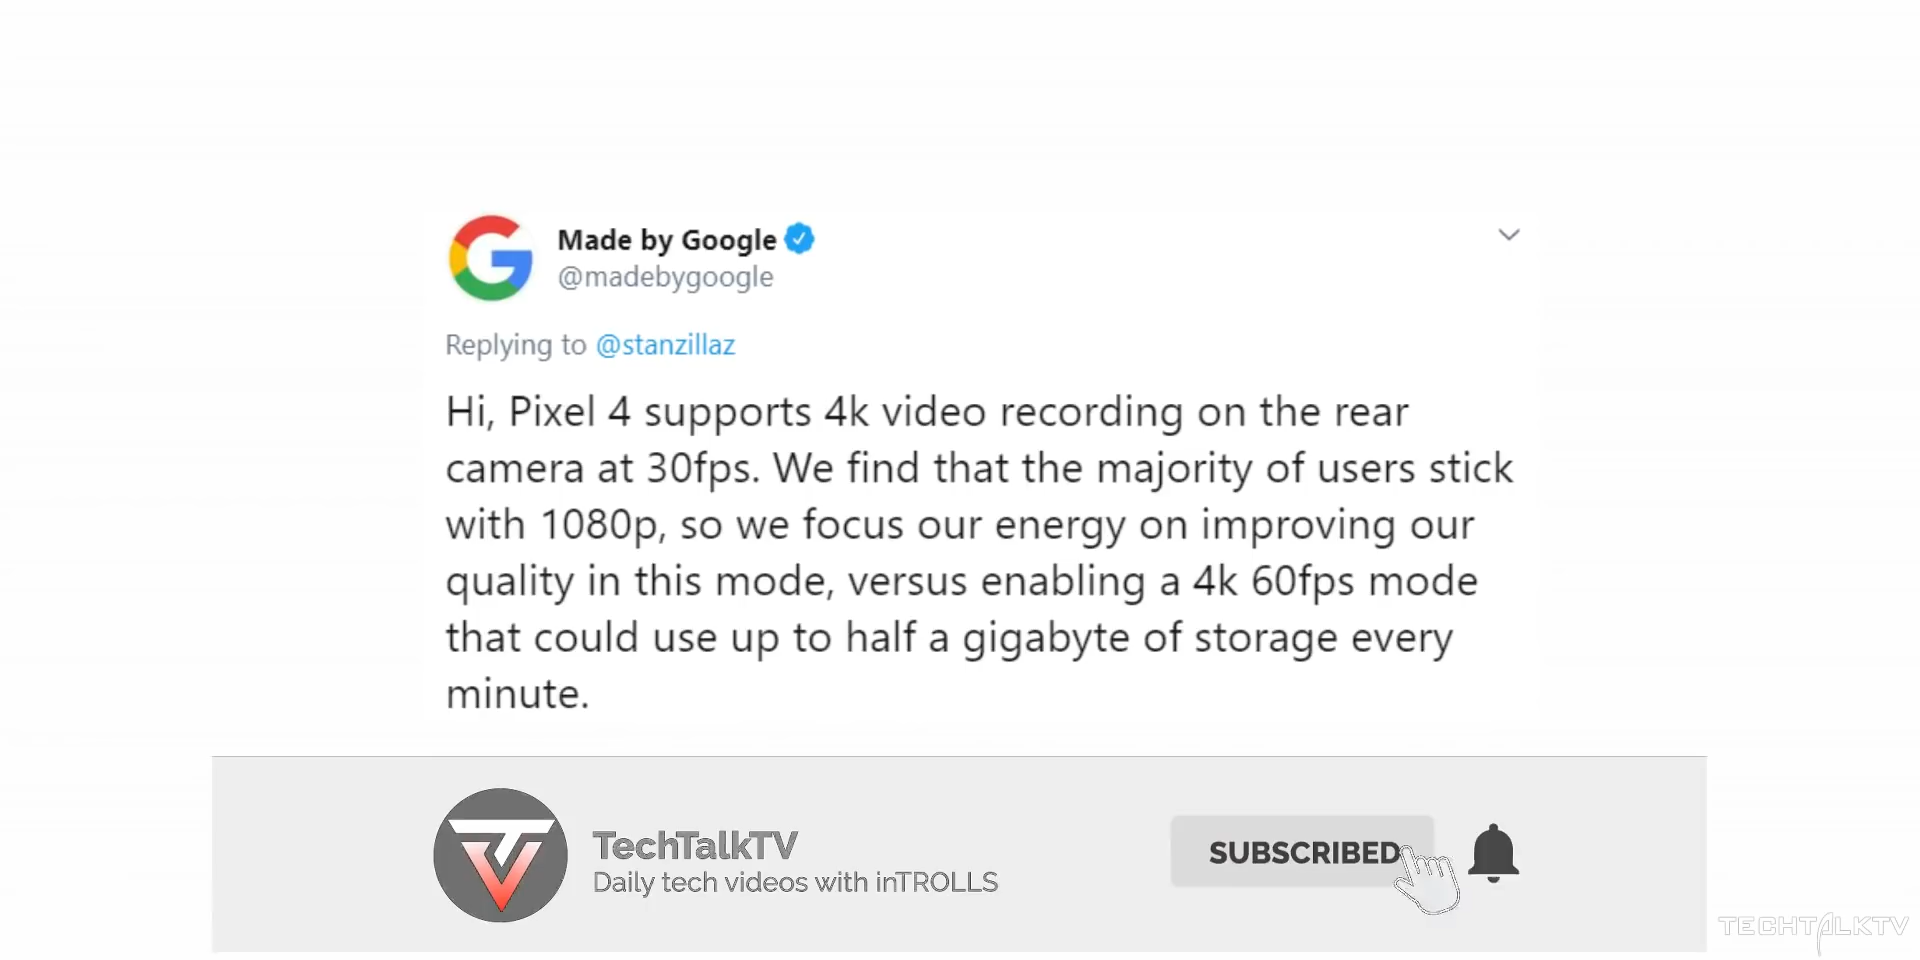 Made by Google
@madebygoogle
Replying to @stanzillaz
Hi, Pixel 4 supports 4k video recording on the rear
camera at 30fps. We find that the majority of users stick
with 1080p, so we focus our energy on improving our
quality in this mode, versus enabling a 4k 60fps mode
that could use up to half a gigabyte of storage every
minute.
TechTalkTV
Daily tech videos with inTROLLS
SUBSCRIBED
TECHTALKTV